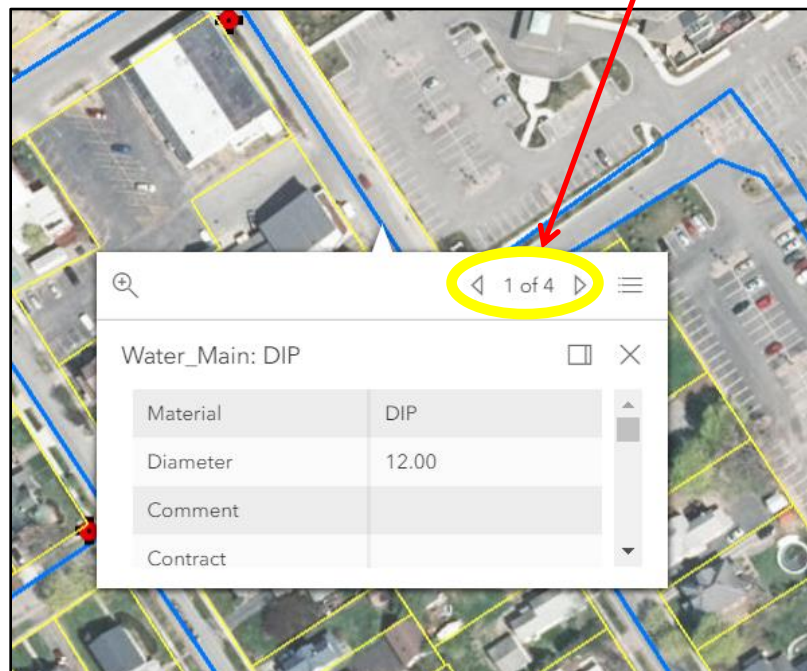 1 of 4
Water_Main: DIP
Material DIP
Diameter 12.00
Comment
Contract